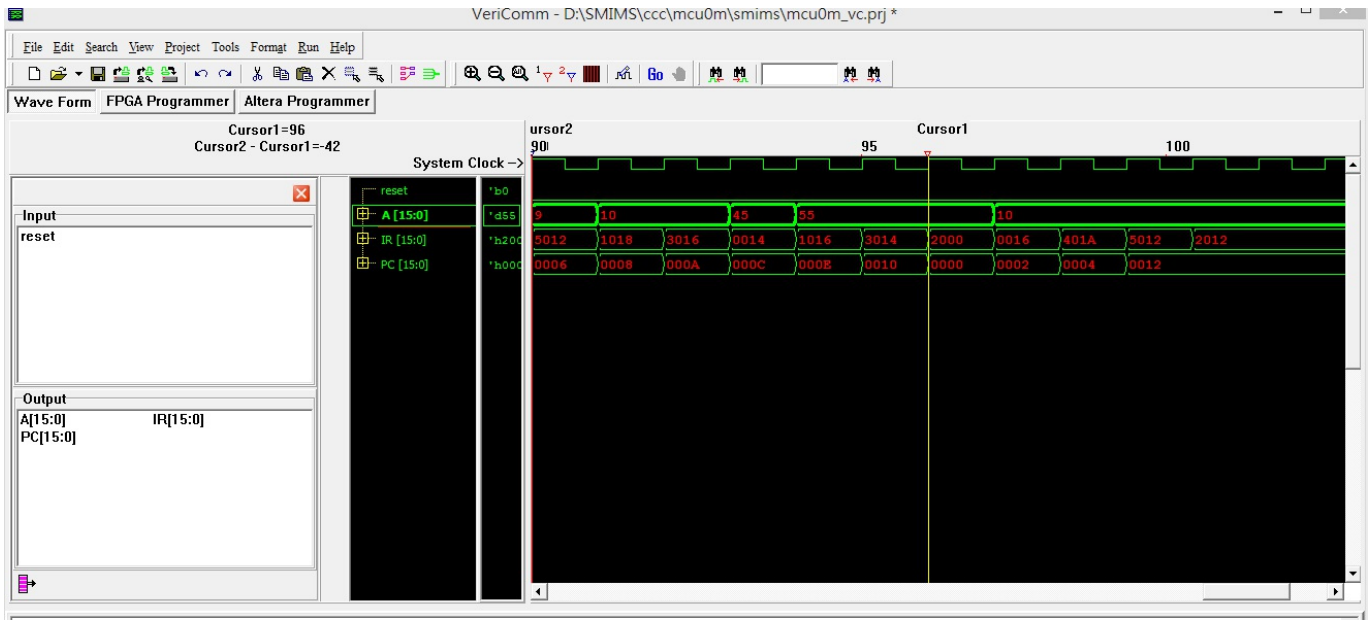 VeriComm - D:\SMIMS\ccc\mcu0m\smims\mcu0m_vc.prj *
File Edit Search View Project Tools Format Run Help
1 2 Go
Wave Form FPGA Programmer Altera Programmer
Cursor1=96
Cursor2 - Cursor1=-42
System Clock –>
ursor2 Cursor1
90 95 100
Input
reset
Output
A[15:0] IR[15:0]
PC[15:0]
reset 'b0
A [15:0] 'd55 9 10 45 55 10
IR [15:0] 'h200 5012 1018 3016 0014 1016 3014 2000 0016 401A 5012 2012
PC [15:0] 'h000 0006 0008 000A 000C 000E 0010 0000 0002 0004 0012